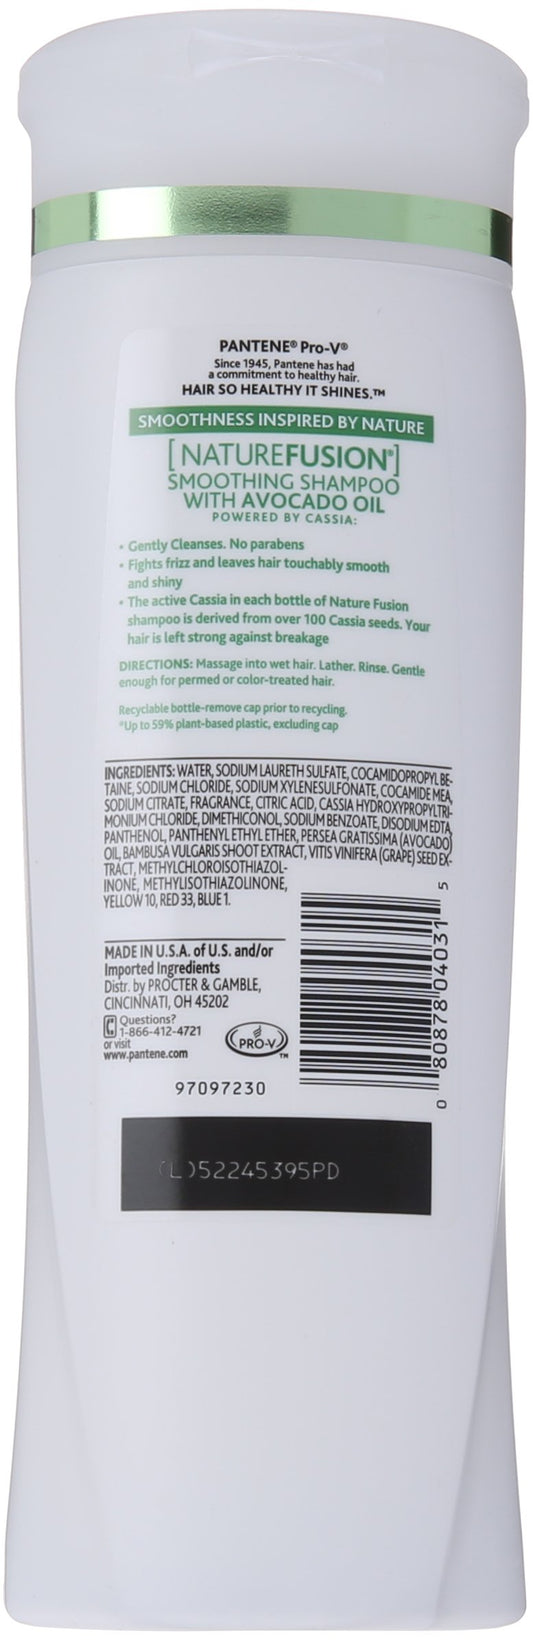 PANTENE® Pro-V®
Since 1945, Pantene has had
a commitment to healthy hair.
HAIR SO HEALTHY IT SHINES.™
SMOOTHNESS INSPIRED BY NATURE
[NATUREFUSION®]
SMOOTHING SHAMPOO
WITH AVOCADO OIL
POWERED BY CASSIA:
• Gently Cleanses. No parabens
• Fights frizz and leaves hair touchably smooth
and shiny
• The active Cassia in each bottle of Nature Fusion
shampoo is derived from over 100 Cassia seeds. Your
hair is left strong against breakage
DIRECTIONS: Massage into wet hair. Lather. Rinse. Gentle
enough for permed or color-treated hair.
Recyclable bottle-remove cap prior to recycling.
*Up to 59% plant-based plastic, excluding cap
INGREDIENTS: WATER, SODIUM LAURETH SULFATE, COCAMIDOPROPYL BE-
TAINE, SODIUM CHLORIDE, SODIUM XYLENESULFONATE, COCAMIDE MEA,
SODIUM CITRATE, FRAGRANCE, CITRIC ACID, CASSIA HYDROXYPROPYLTRI-
MONIUM CHLORIDE, DIMETHICONOL, SODIUM BENZOATE, DISODIUM EDTA,
PANTHENOL, PANTHENYL ETHYL ETHER, PERSEA GRATISSIMA (AVOCADO)
OIL, BAMBUSA VULGARIS SHOOT EXTRACT, VITIS VINIFERA (GRAPE) SEED EX-
TRACT, METHYLCHLOROISOTHIAZOL-
INONE, METHYLISOTHIAZOLINONE,
YELLOW 10, RED 33, BLUE 1.
MADE IN U.S.A. of U.S. and/or
Imported Ingredients
Distr. by PROCTER & GAMBLE,
CINCINNATI, OH 45202
Questions?
1-866-412-4721
or visit
www.pantene.com
PRO-V™
0 80878 04031 5
97097230
(L)52245395PD